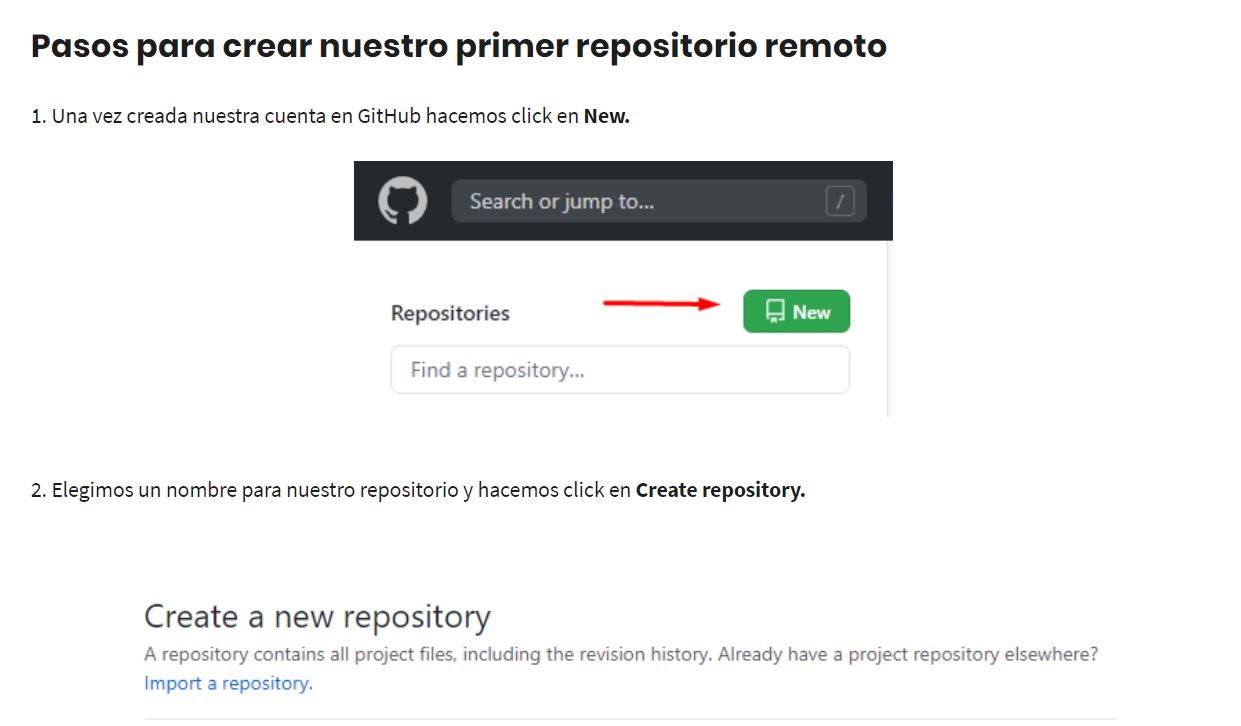 Pasos para crear nuestro primer repositorio remoto
1. Una vez creada nuestra cuenta en GitHub hacemos click en New.
Search or jump to...
/
Repositories
New
Find a repository...
2. Elegimos un nombre para nuestro repositorio y hacemos click en Create repository.
Create a new repository
A repository contains all project files, including the revision history. Already have a project repository elsewhere?
Import a repository.